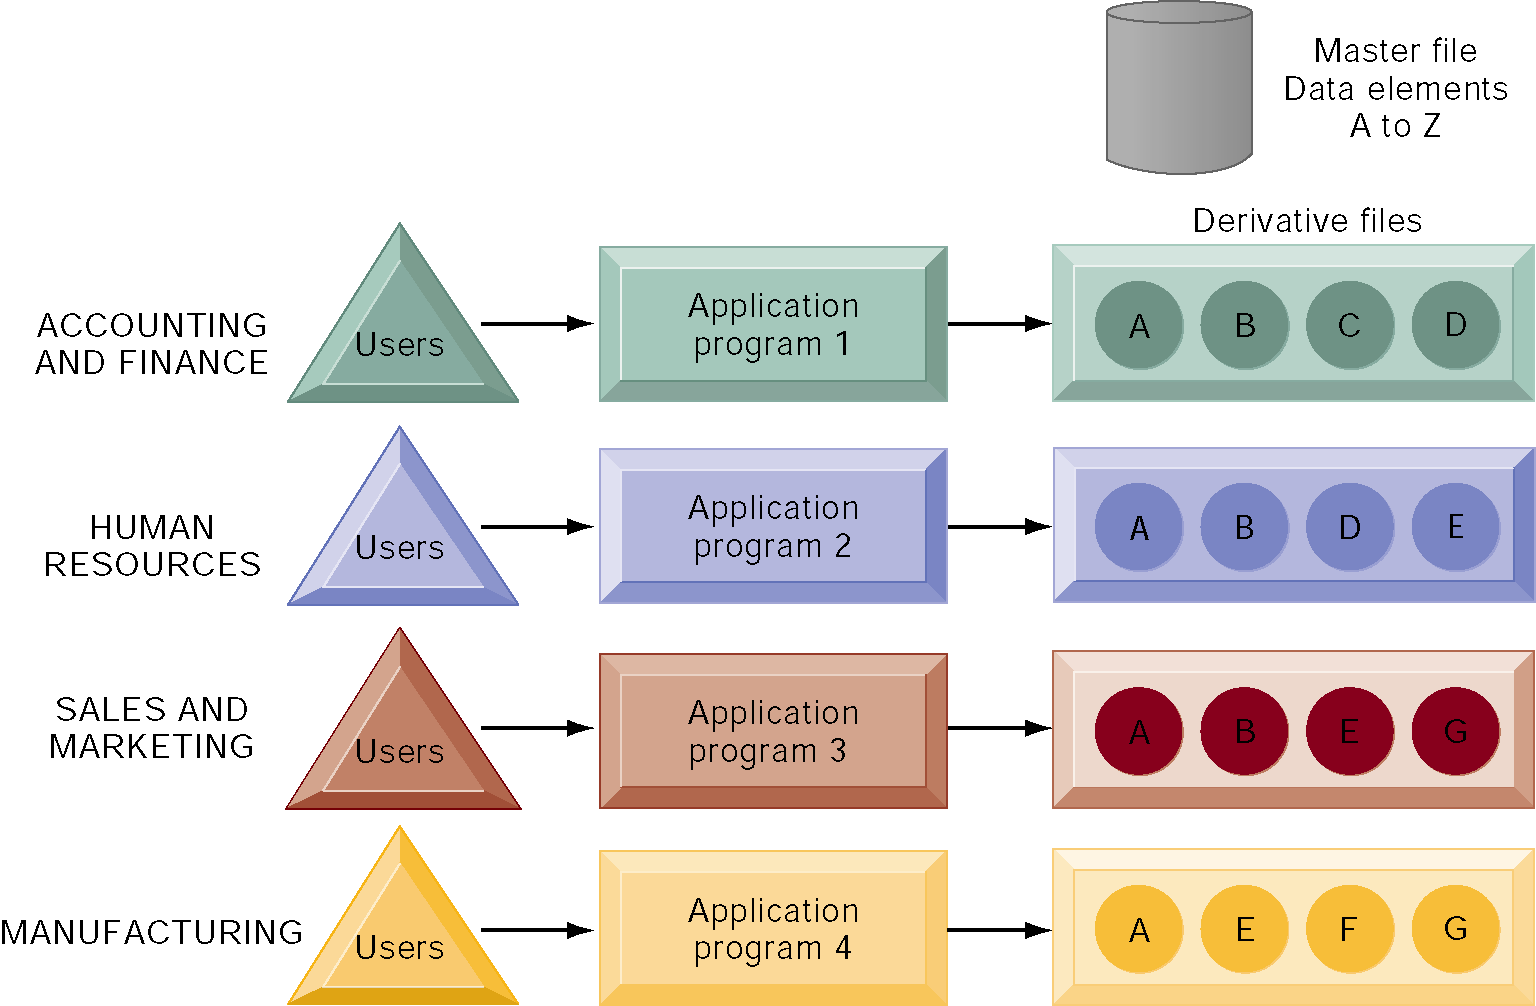 Master file
Data elements
A to Z
Derivative files
ACCOUNTING
AND FINANCE
Users
Application
program 1
A B C D
HUMAN
RESOURCES
Users
Application
program 2
A B D E
SALES AND
MARKETING
Users
Application
program 3
A B E G
MANUFACTURING
Users
Application
program 4
A E F G